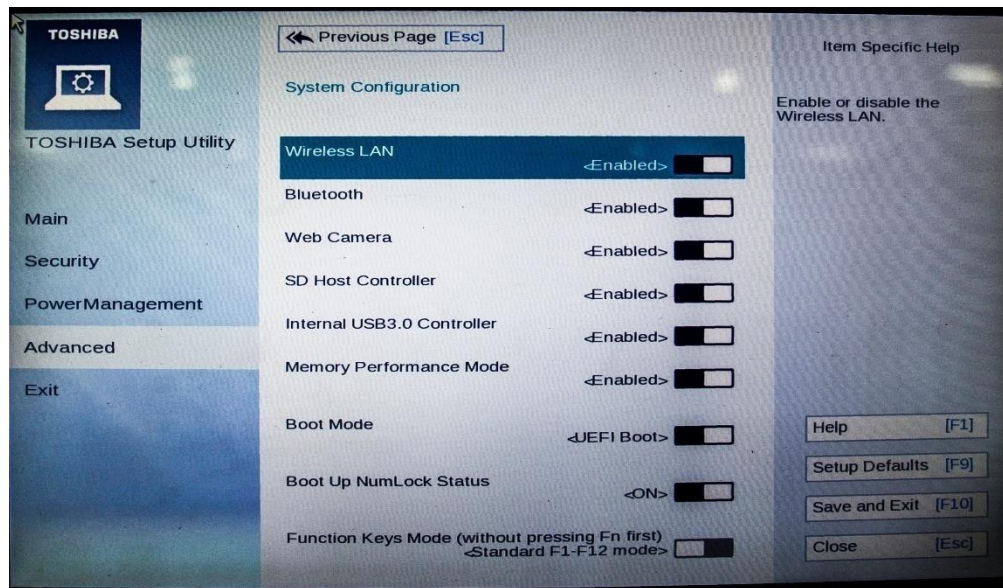 TOSHIBA
TOSHIBA Setup Utility
Main
Security
PowerManagement
Advanced
Exit
Previous Page [Esc]
System Configuration
Wireless LAN
<Enabled>
Bluetooth
<Enabled>
Web Camera
<Enabled>
SD Host Controller
<Enabled>
Internal USB3.0 Controller
<Enabled>
Memory Performance Mode
<Enabled>
Boot Mode
<UEFI Boot>
Boot Up NumLock Status
<ON>
Function Keys Mode (without pressing Fn first)
<Standard F1-F12 mode>
Item Specific Help
Enable or disable the
Wireless LAN.
Help [F1]
Setup Defaults [F9]
Save and Exit [F10]
Close [Esc]